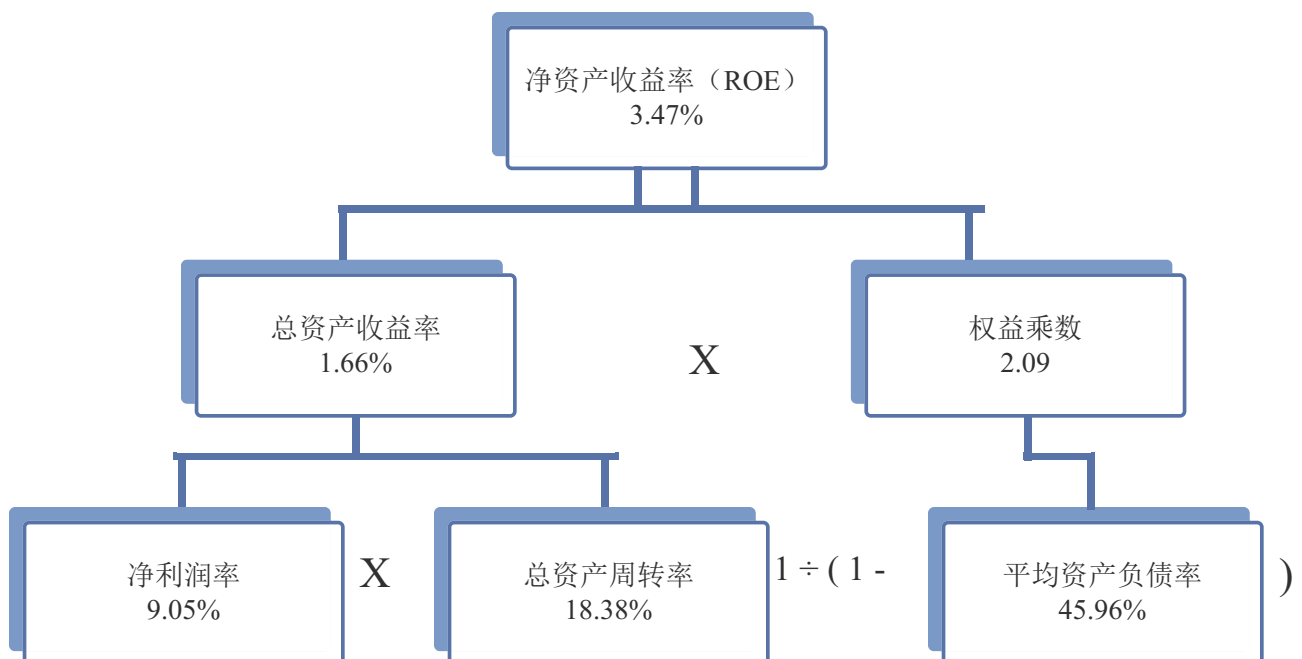 净资产收益率（ROE）
3.47%
总资产收益率
1.66%
X
权益乘数
2.09
净利润率
9.05%
X
总资产周转率
18.38%
1 ÷ ( 1 -
平均资产负债率
45.96%
)